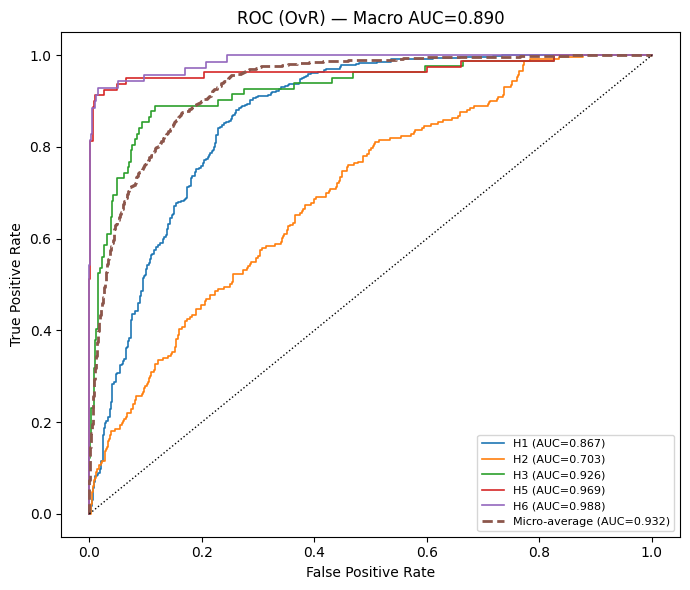 ROC (OvR) — Macro AUC=0.890
True Positive Rate
1.0
0.8
0.6
0.4
0.2
0.0
0.0 0.2 0.4 0.6 0.8 1.0
False Positive Rate
H1 (AUC=0.867)
H2 (AUC=0.703)
H3 (AUC=0.926)
H5 (AUC=0.969)
H6 (AUC=0.988)
Micro-average (AUC=0.932)